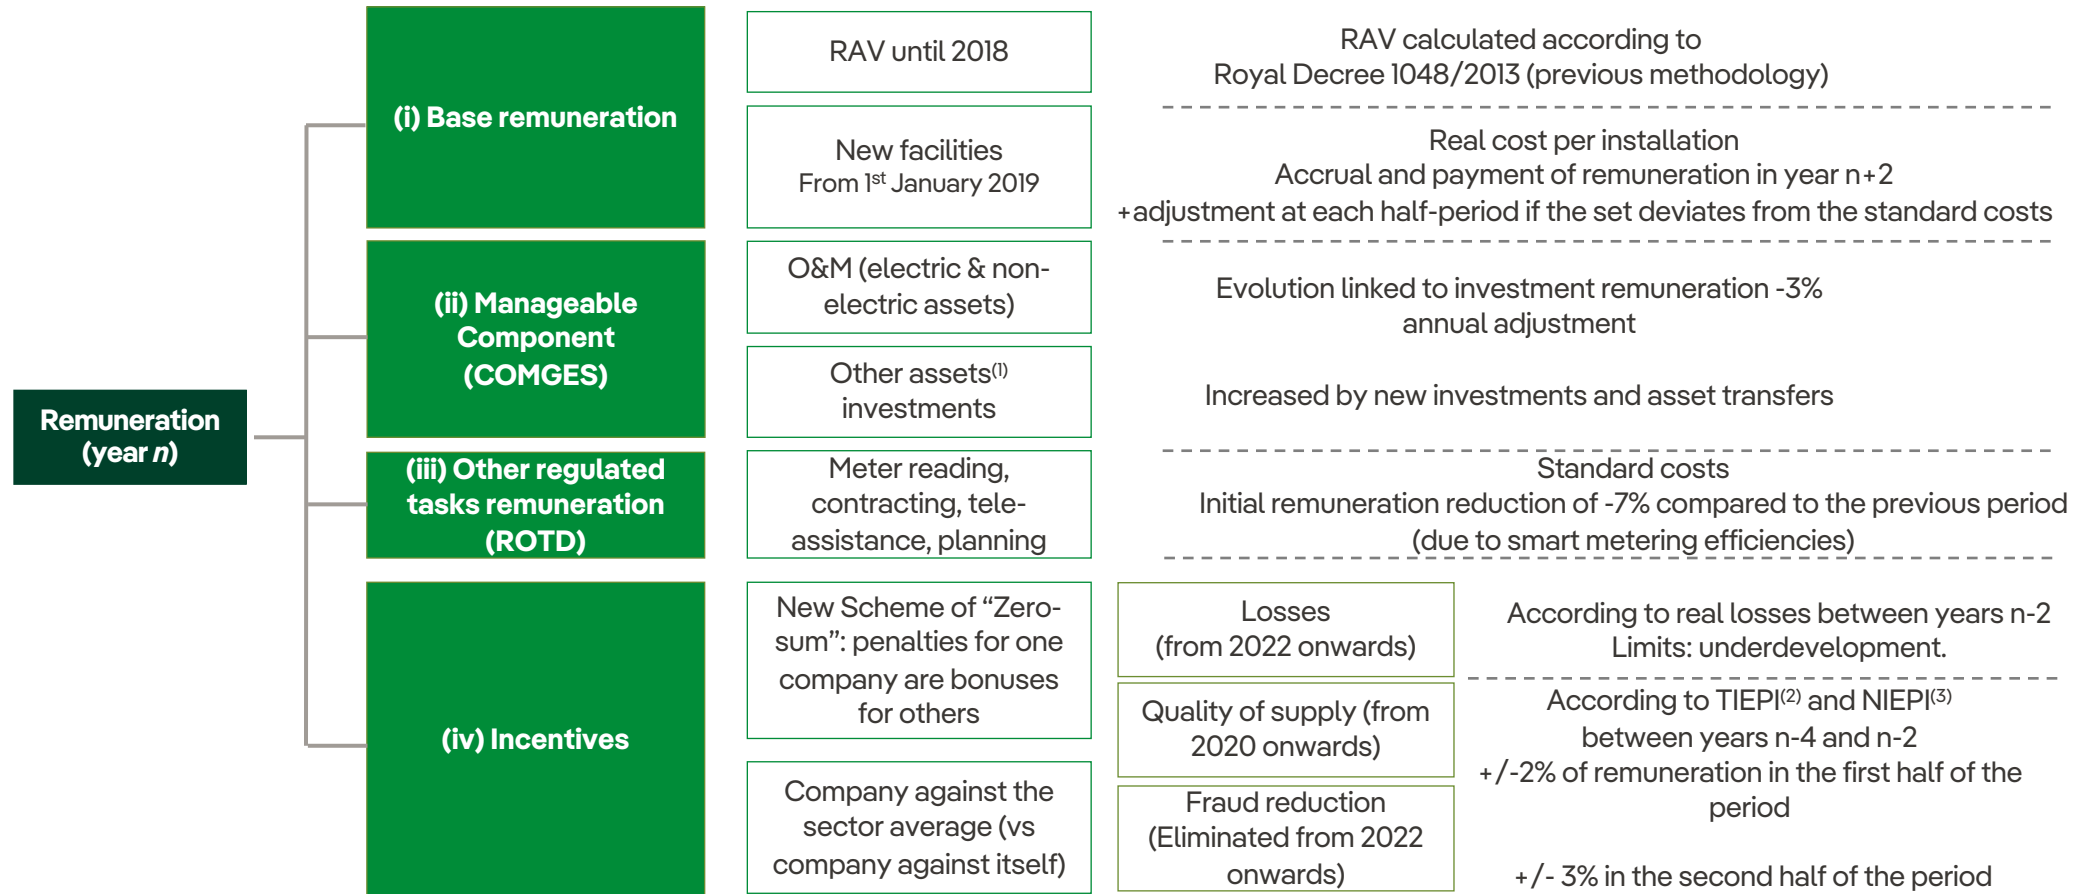 Remuneration
(year n)
(i) Base remuneration
RAV until 2018
RAV calculated according to
Royal Decree 1048/2013 (previous methodology)
New facilities
From 1st January 2019
Real cost per installation
Accrual and payment of remuneration in year n+2
+adjustment at each half-period if the set deviates from the standard costs
(ii) Manageable
Component
(COMGES)
O&M (electric & non-
electric assets)
Evolution linked to investment remuneration -3%
annual adjustment
Other assets(1)
investments
Increased by new investments and asset transfers
(iii) Other regulated
tasks remuneration
(ROTD)
Meter reading,
contracting, tele-
assistance, planning
Standard costs
Initial remuneration reduction of -7% compared to the previous period
(due to smart metering efficiencies)
(iv) Incentives
New Scheme of “Zero-
sum”: penalties for one
company are bonuses
for others
Company against the
sector average (vs
company against itself)
Losses
(from 2022 onwards)
According to real losses between years n-2
Limits: underdevelopment.
Quality of supply (from
2020 onwards)
According to TIEPI(2) and NIEPI(3)
between years n-4 and n-2
+/-2% of remuneration in the first half of the
period
Fraud reduction
(Eliminated from 2022
onwards)
+/- 3% in the second half of the period